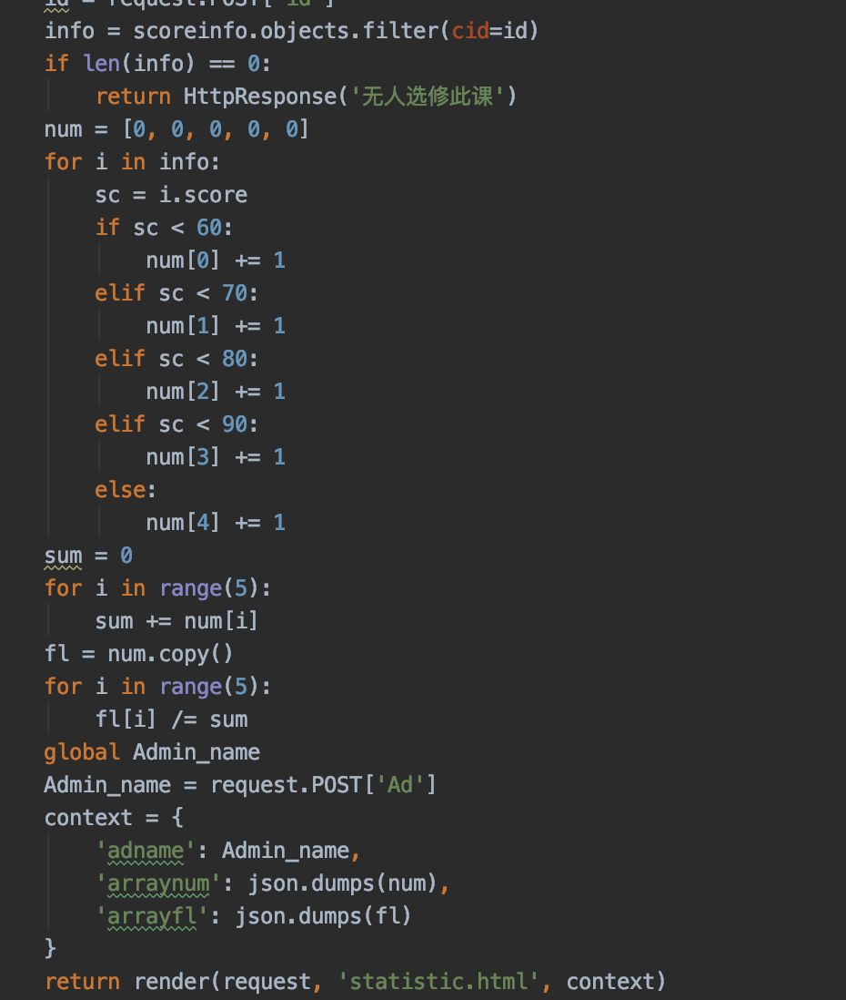 id = request.POST['id']
info = scoreinfo.objects.filter(cid=id)
if len(info) == 0:
    return HttpResponse('无人选修此课')
num = [0, 0, 0, 0, 0]
for i in info:
    sc = i.score
    if sc < 60:
        num[0] += 1
    elif sc < 70:
        num[1] += 1
    elif sc < 80:
        num[2] += 1
    elif sc < 90:
        num[3] += 1
    else:
        num[4] += 1
sum = 0
for i in range(5):
    sum += num[i]
fl = num.copy()
for i in range(5):
    fl[i] /= sum
global Admin_name
Admin_name = request.POST['Ad']
context = {
    'adname': Admin_name,
    'arraynum': json.dumps(num),
    'arrayfl': json.dumps(fl)
}
return render(request, 'statistic.html', context)